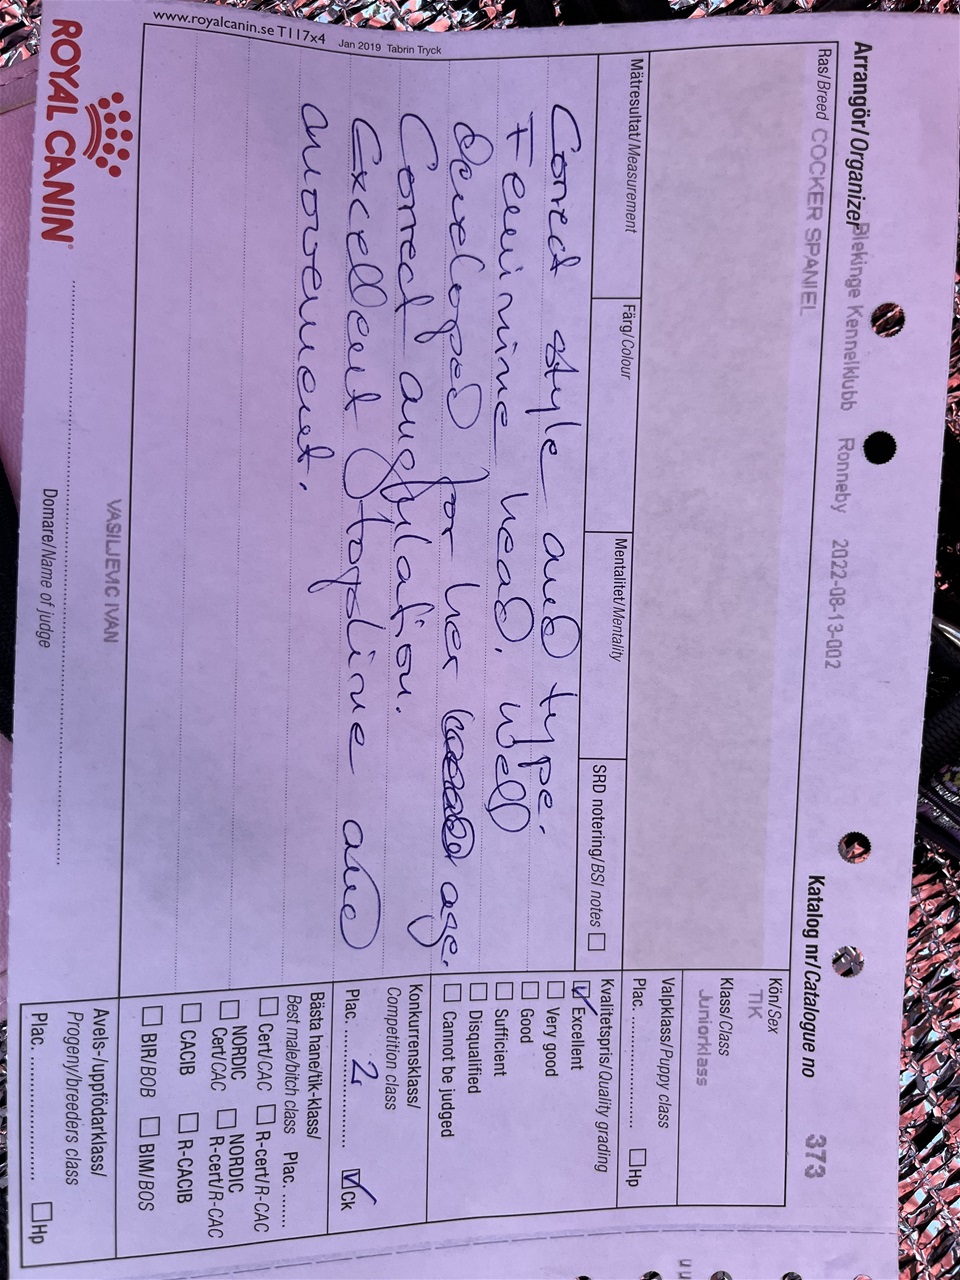 Arrangör/Organizer Blekinge Kennelklubb Ronneby 2022-08-13-002
Katalog nr/Catalogue no 373
Ras/Breed COCKER SPANIEL
Kön/Sex
TIK
Klass/Class
Juniorklass
Valpklass/Puppy class
Plac. ☐Hp
Mätresultat/Measurement
Färg/Colour
Mentalitet/Mentality
SRD notering/BSI notes ☐
Correct style and type.
Feminine head. Well
developed for her age.
Correct angulation.
Excellent topline and
movement.
Kvalitetspris/Quality grading
☑ Excellent
☐ Very good
☐ Good
☐ Sufficient
☐ Disqualified
☐ Cannot be judged
Konkurrensklass/
Competition class
Plac. 2 ☑ck
Bästa hane/tik-klass/
Best male/bitch class Plac.
☐ Cert/CAC ☐ R-cert/R-CAC
☐ NORDIC Cert/CAC ☐ NORDIC R-cert/R-CAC
☐ CACIB ☐ R-CACIB
☐ BIR/BOB ☐ BIM/BOS
Avels-/uppfödarklass/
Progeny/breeders class
Plac. ☐Hp
www.royalcanin.se T117x4 Jan 2019 Tabrin Tryck
ROYAL CANIN®
VASILJEVIC IVAN
Domare/Name of judge